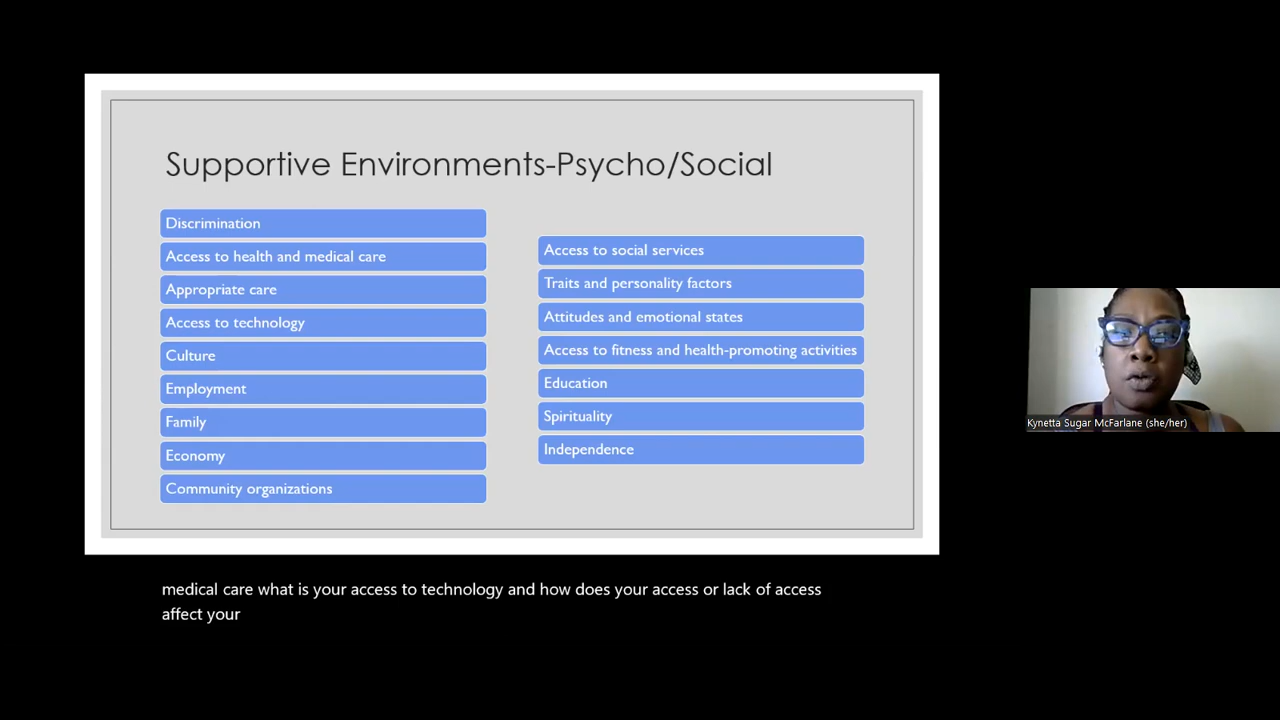 Supportive Environments-Psycho/Social
Discrimination
Access to health and medical care
Appropriate care
Access to technology
Culture
Employment
Family
Economy
Community organizations
Access to social services
Traits and personality factors
Attitudes and emotional states
Access to fitness and health-promoting activities
Education
Spirituality
Independence
Kynetta Sugar McFarlane (she/her)
medical care what is your access to technology and how does your access or lack of access
affect your